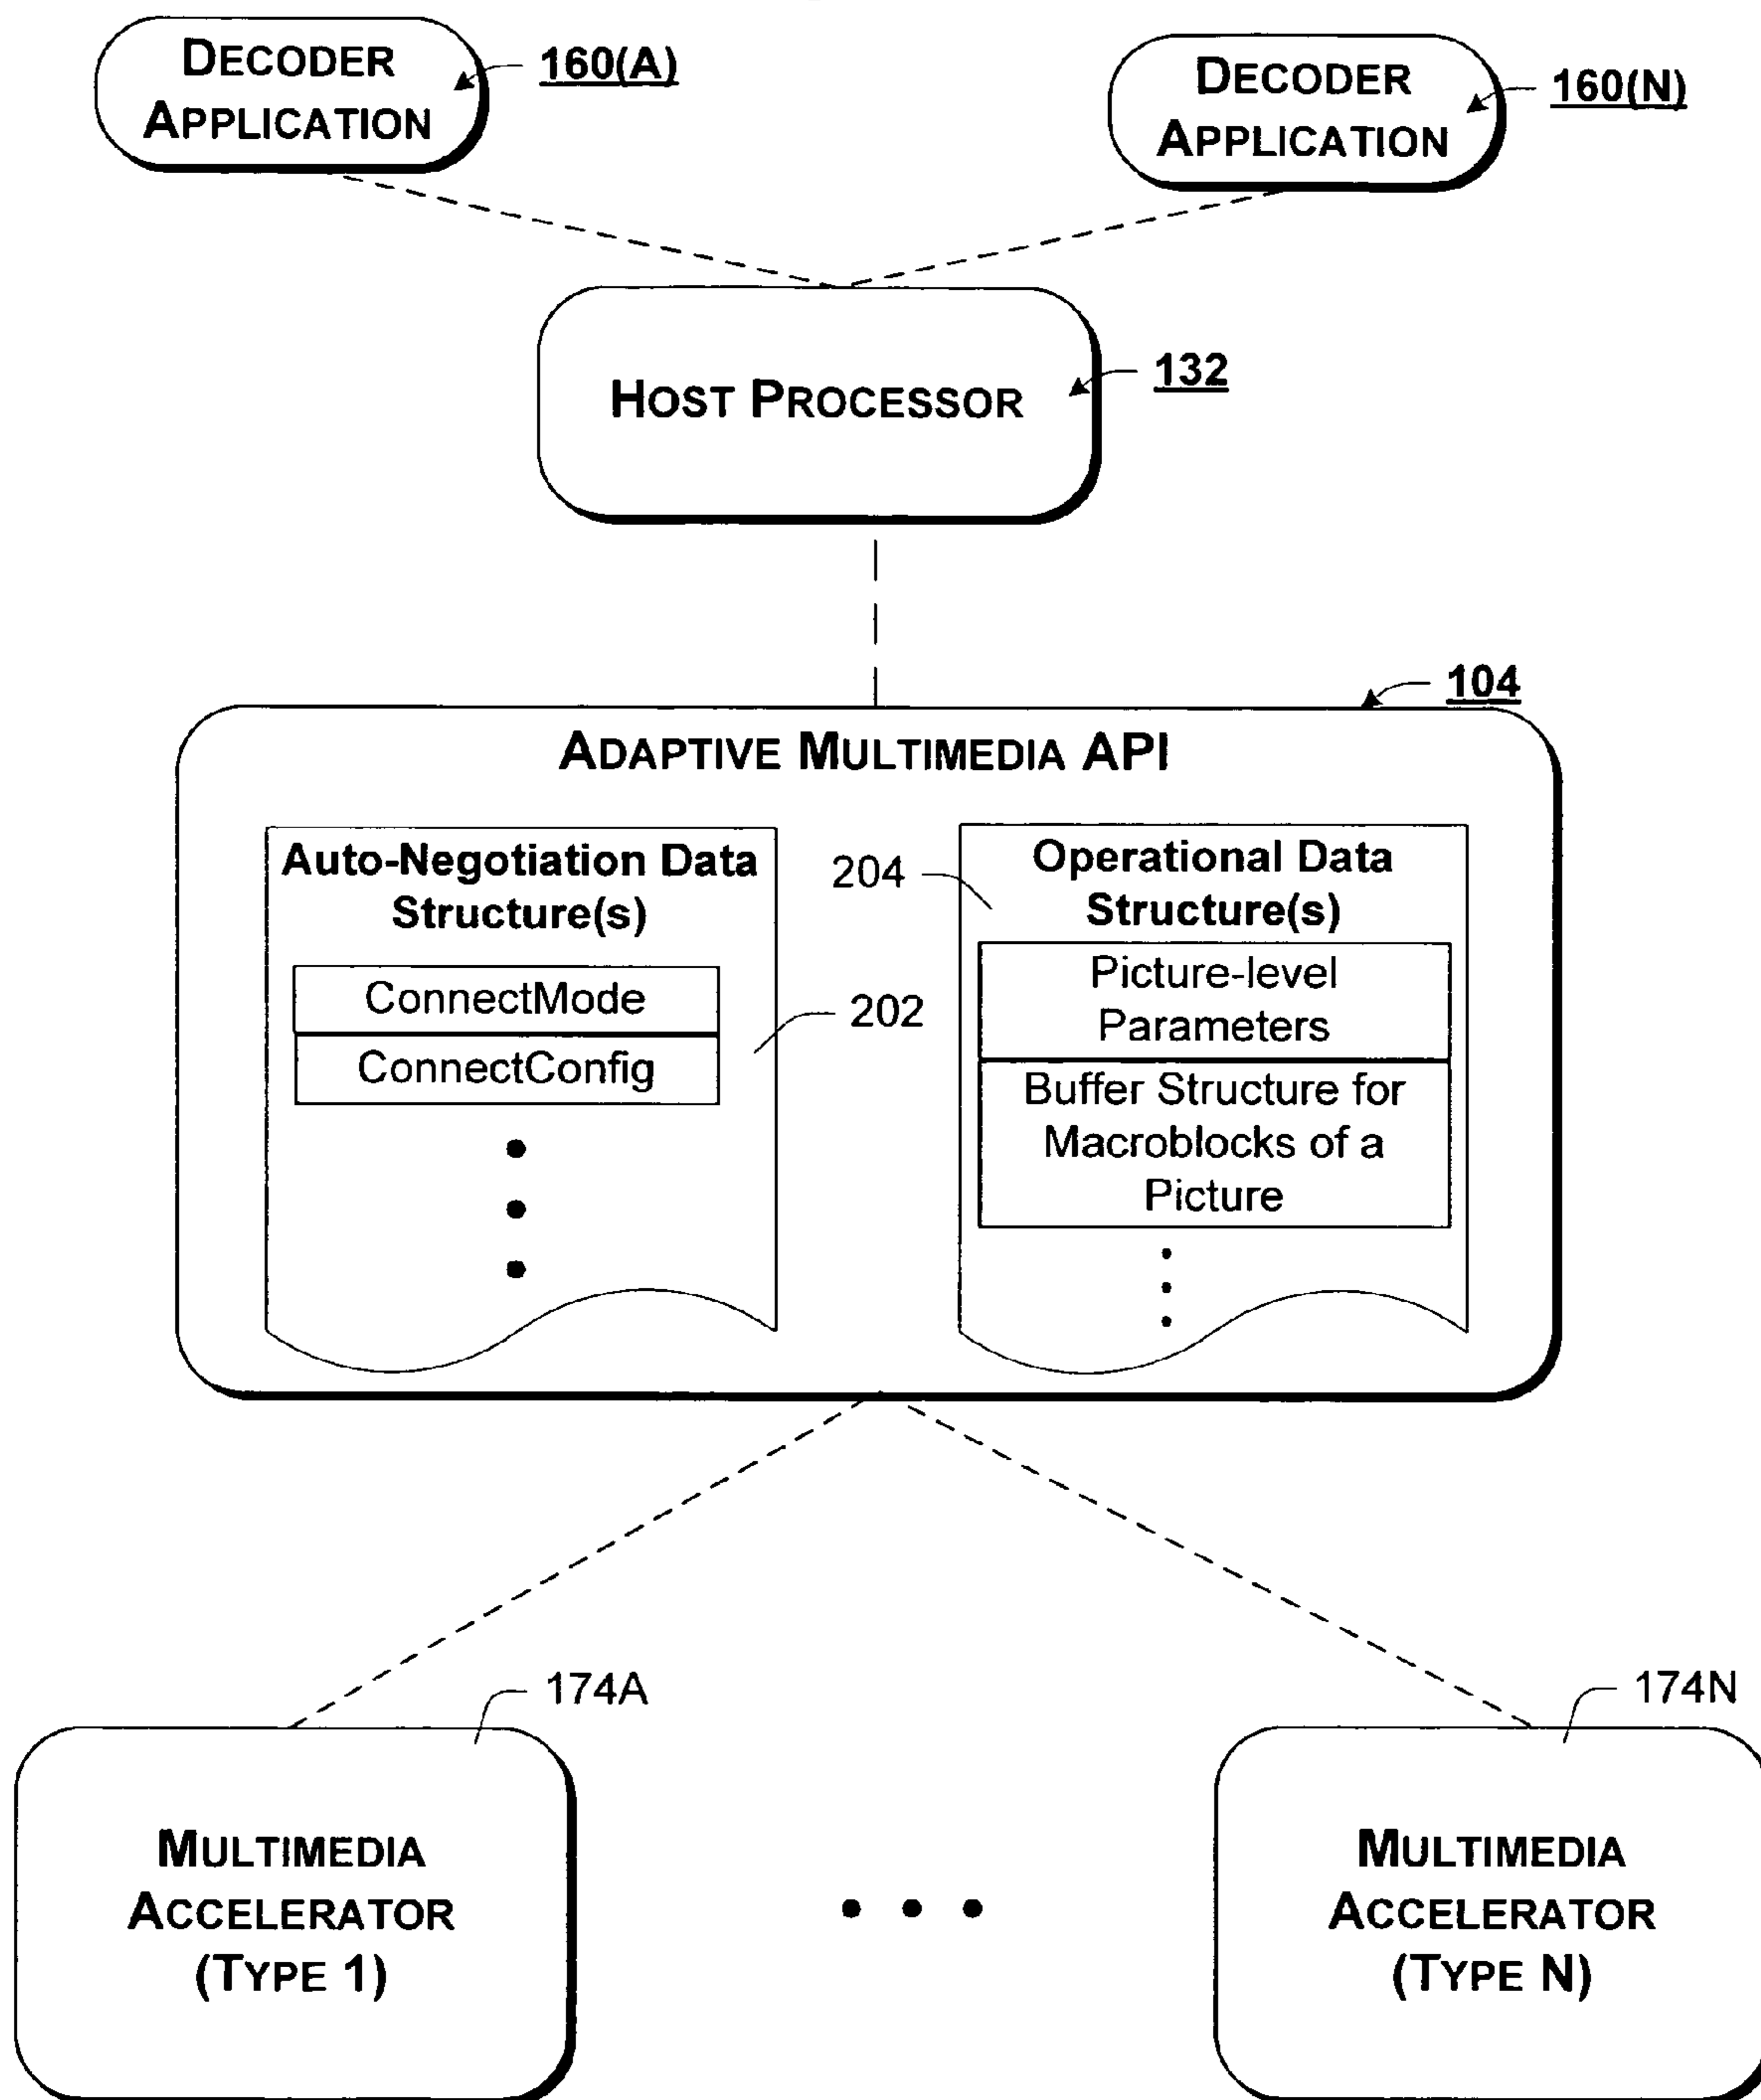 DECODER
APPLICATION
160(A)
DECODER
APPLICATION
160(N)
HOST PROCESSOR
132
104
ADAPTIVE MULTIMEDIA API
Auto-Negotiation Data
Structure(s)
ConnectMode
ConnectConfig
202
204
Operational Data
Structure(s)
Picture-level
Parameters
Buffer Structure for
Macroblocks of a
Picture
174A
MULTIMEDIA
ACCELERATOR
(TYPE 1)
174N
MULTIMEDIA
ACCELERATOR
(TYPE N)